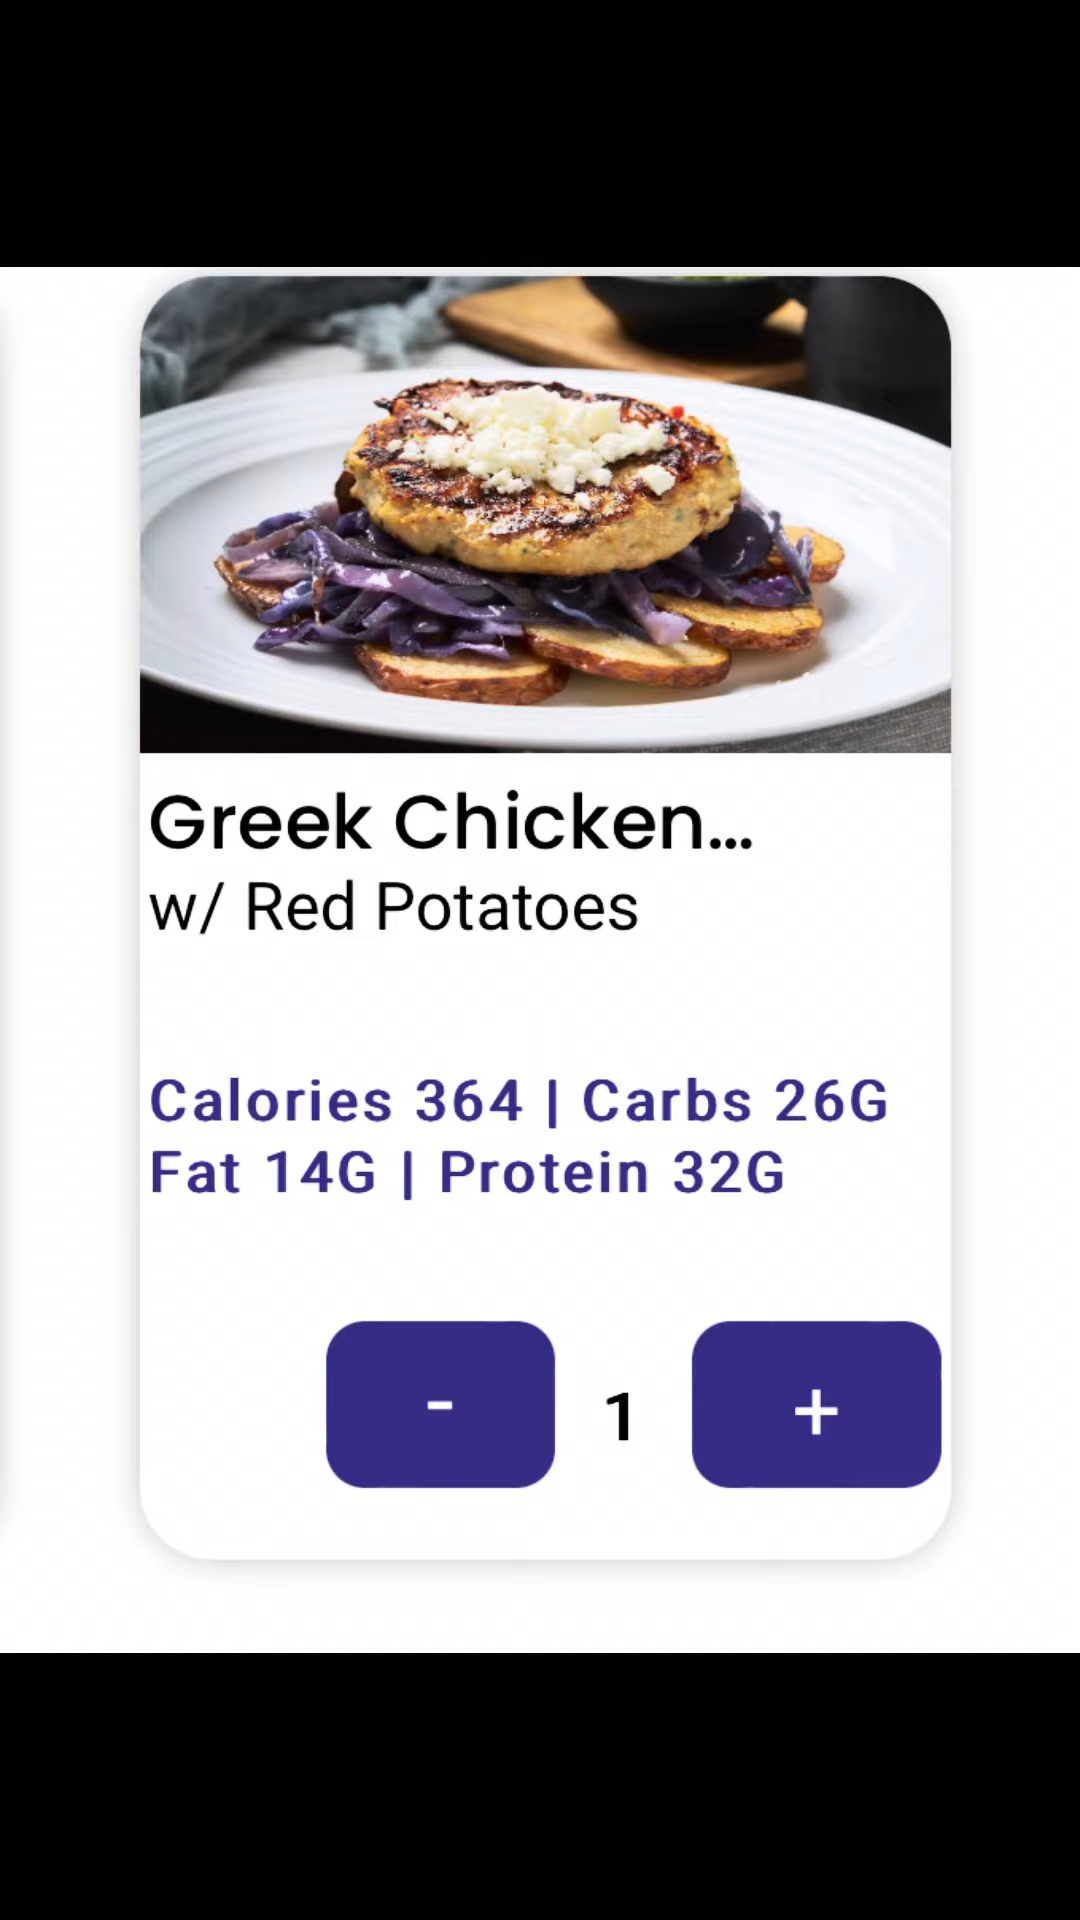 Greek Chicken...
w/ Red Potatoes
Calories 364 | Carbs 26G
Fat 14G | Protein 32G
- 1 +